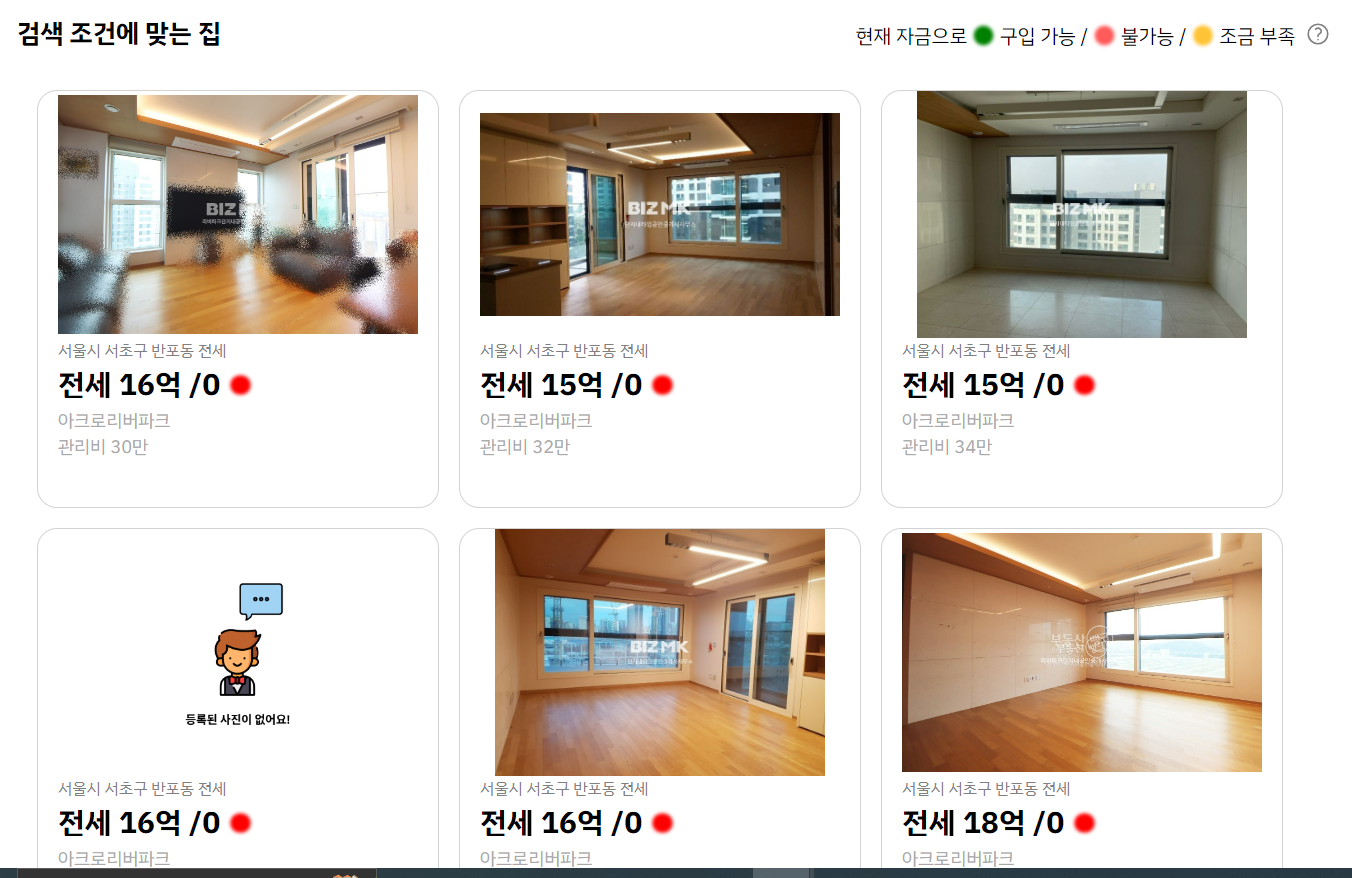 검색 조건에 맞는 집
현재 자금으로 구입 가능 / 불가능 / 조금 부족 ?
BIZ MK
서울시 서초구 반포동 전세
전세 16억 /0
아크로리버파크
관리비 30만
BIZ MK
서울시 서초구 반포동 전세
전세 15억 /0
아크로리버파크
관리비 32만
BIZ MK
서울시 서초구 반포동 전세
전세 15억 /0
아크로리버파크
관리비 34만
등록된 사진이 없어요!
서울시 서초구 반포동 전세
전세 16억 /0
아크로리버파크
BIZ MK
서울시 서초구 반포동 전세
전세 16억 /0
아크로리버파크
서울시 서초구 반포동 전세
전세 18억 /0
아크로리버파크